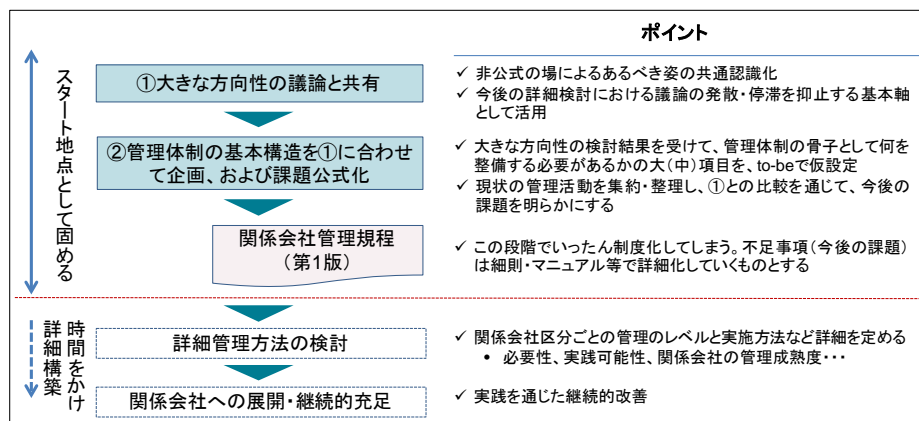 ポイント
スタート地点として固める
①大きな方向性の議論と共有
✓ 非公式の場によるあるべき姿の共通認識化
✓ 今後の詳細検討における議論の発散・停滞を抑止する基本軸
として活用
②管理体制の基本構造を①に合わせ
て企画、および課題公式化
✓ 大きな方向性の検討結果を受けて、管理体制の骨子として何を
整備する必要があるかの大(中)項目を、to-beで仮設定
✓ 現状の管理活動を集約・整理し、①との比較を通じて、今後の
課題を明らかにする
関係会社管理規程
(第1版)
✓ この段階でいったん制度化してしまう。不足事項(今後の課題)
は細則・マニュアル等で詳細化していくものとする
時間をかけ
詳細構築
詳細管理方法の検討
✓ 関係会社区分ごとの管理のレベルと実施方法など詳細を定める
• 必要性、実践可能性、関係会社の管理成熟度・・・
関係会社への展開・継続的充足
✓ 実践を通じた継続的改善